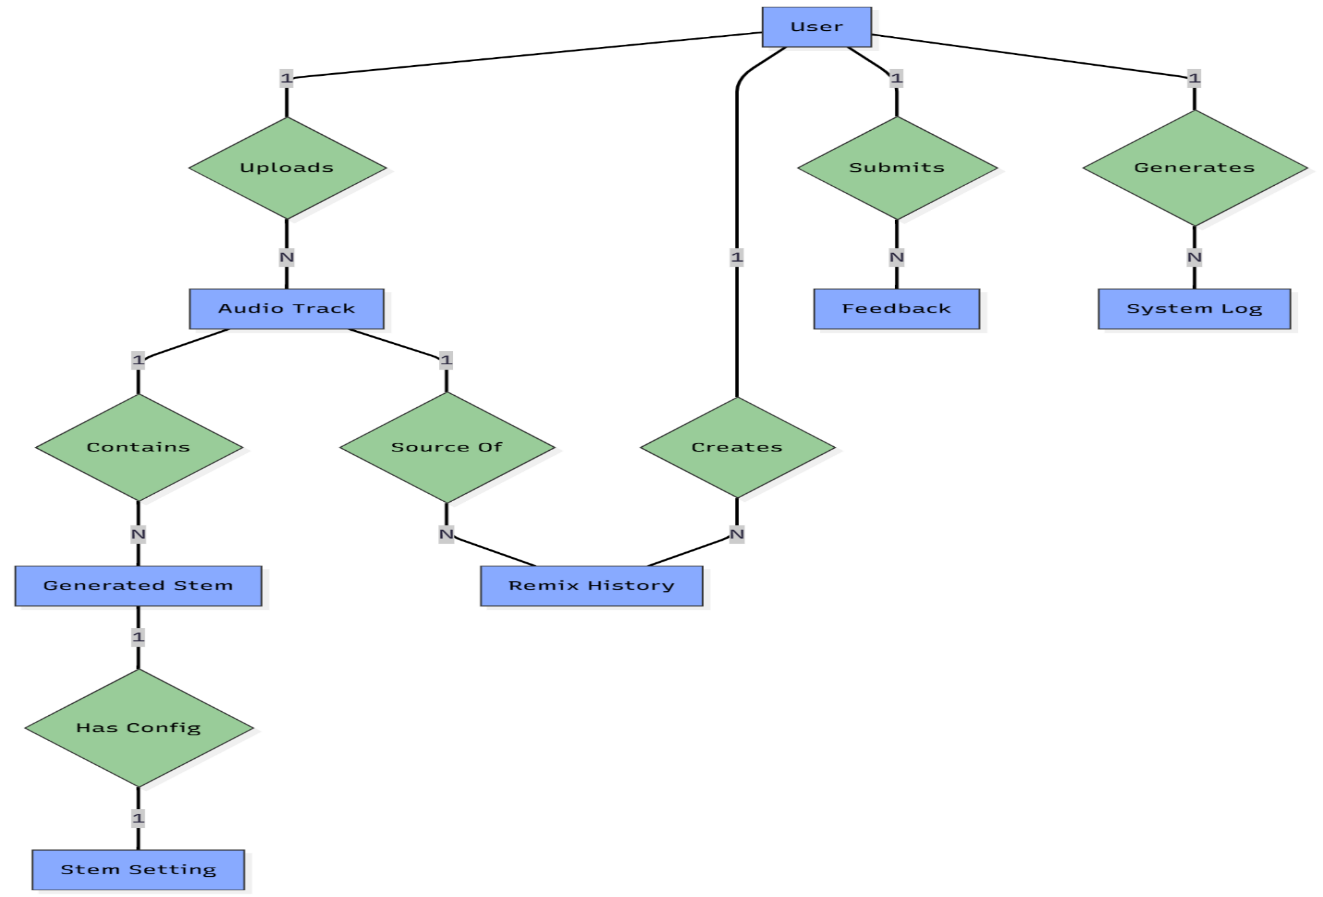 User
1
1
1
Uploads
Submits
Generates
N
1
N
N
Audio Track
Feedback
System Log
1
1
Contains
Source Of
Creates
N
N
N
Generated Stem
Remix History
1
Has Config
1
Stem Setting